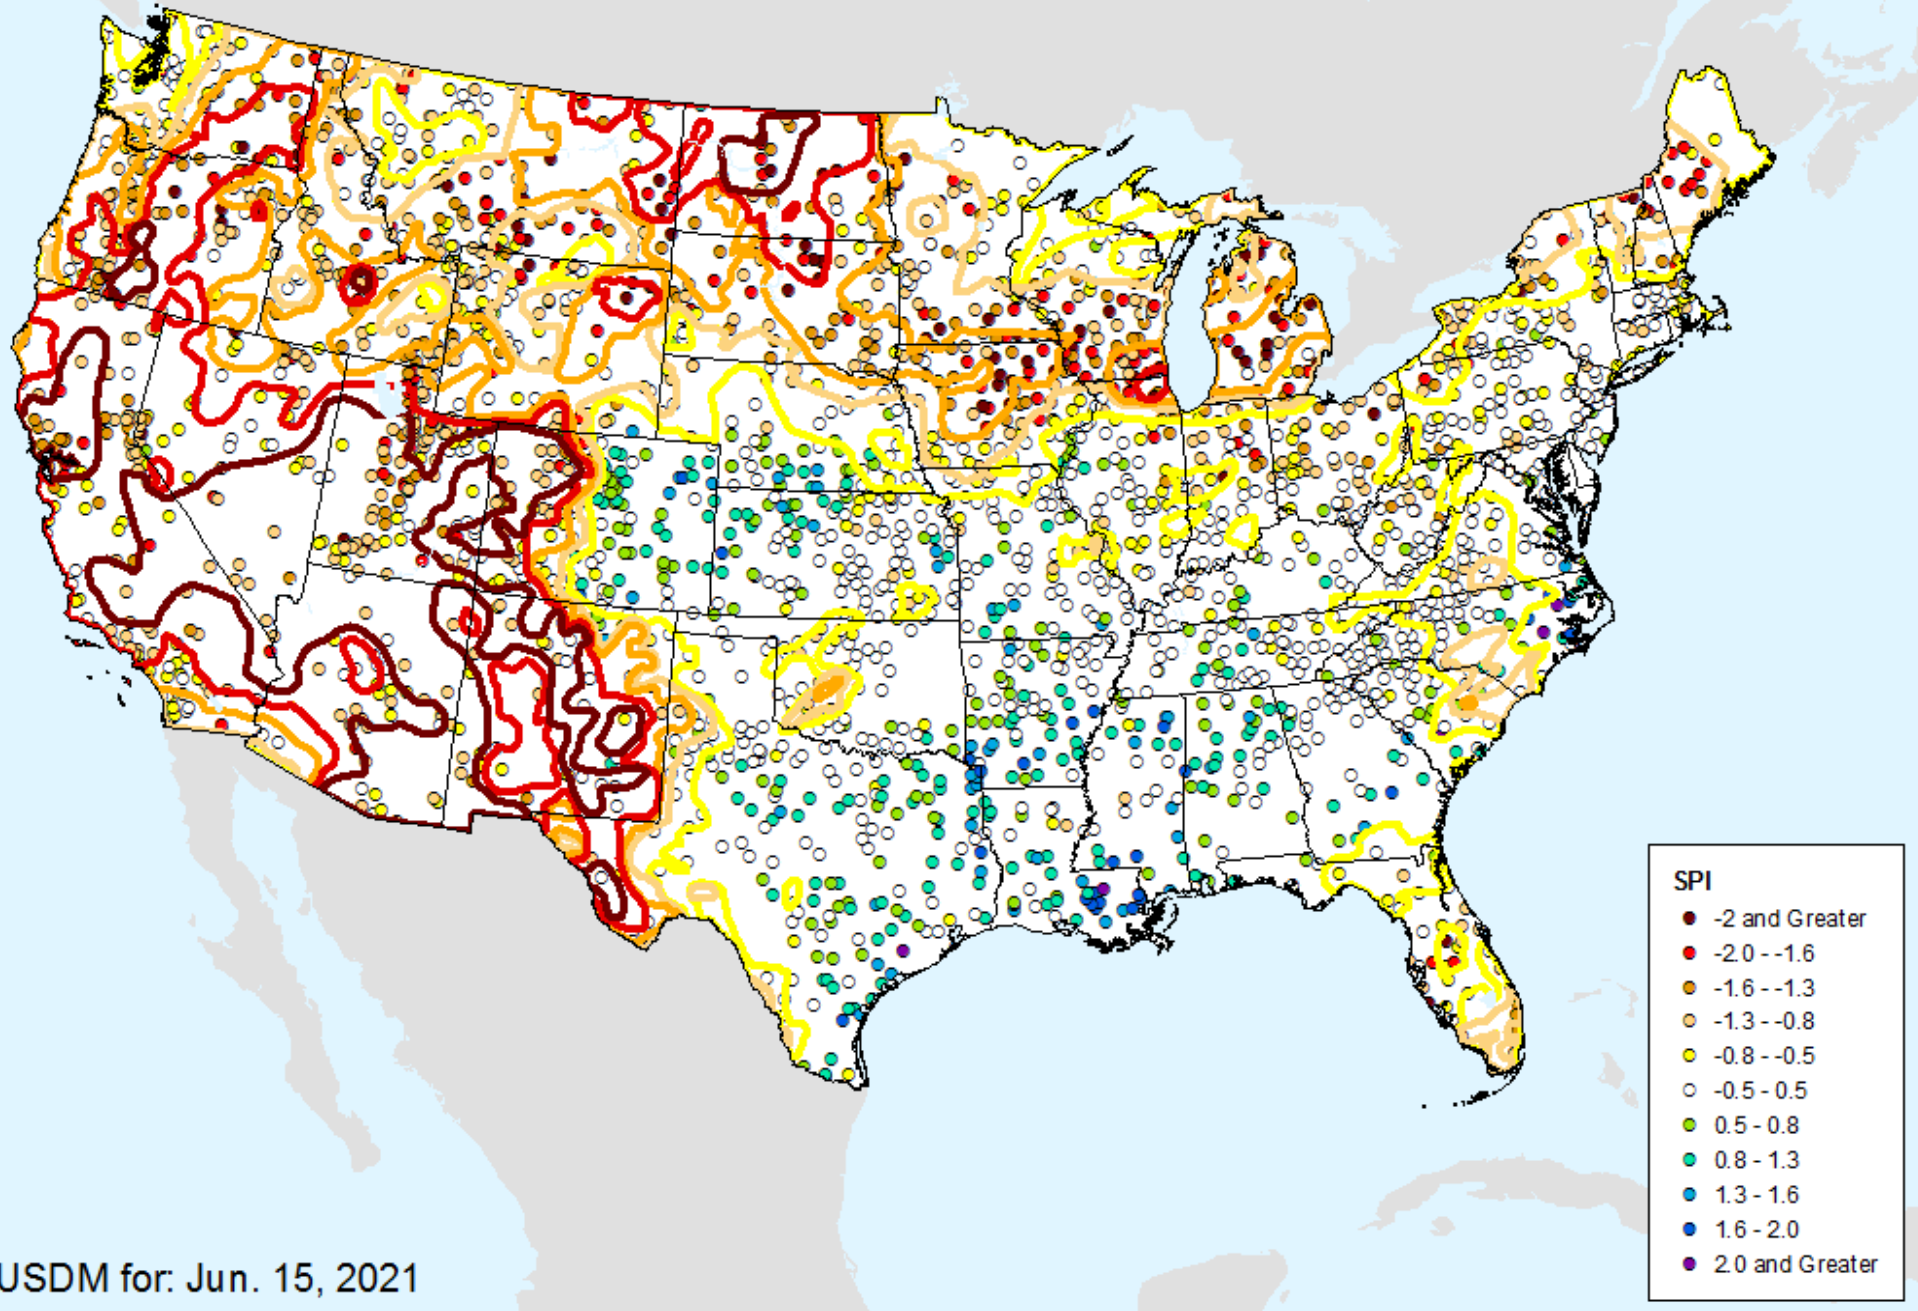 SPI
-2 and Greater
-2.0 - -1.6
-1.6 - -1.3
-1.3 - -0.8
-0.8 - -0.5
-0.5 - 0.5
0.5 - 0.8
0.8 - 1.3
1.3 - 1.6
1.6 - 2.0
2.0 and Greater
USDM for: Jun. 15, 2021